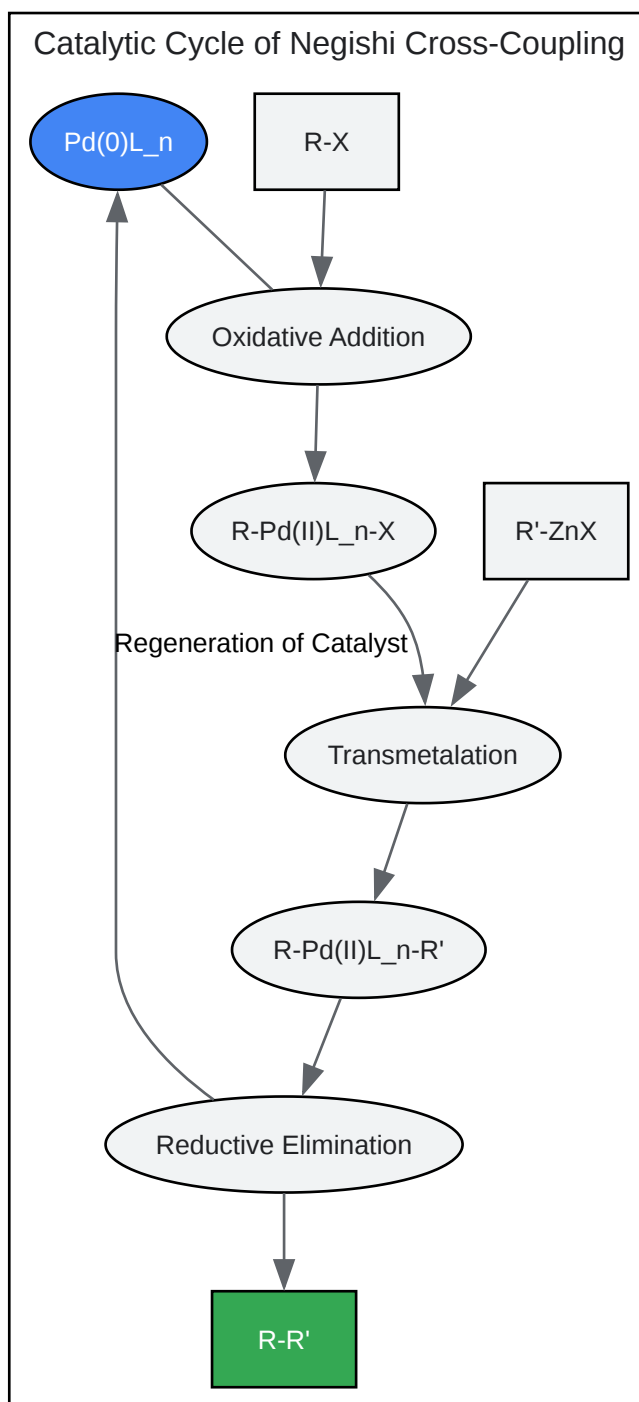 Catalytic Cycle of Negishi Cross-Coupling
Pd(0)L_n
R-X
Oxidative Addition
R-Pd(II)L_n-X
R'-ZnX
Regeneration of Catalyst
Transmetalation
R-Pd(II)L_n-R'
Reductive Elimination
R-R'